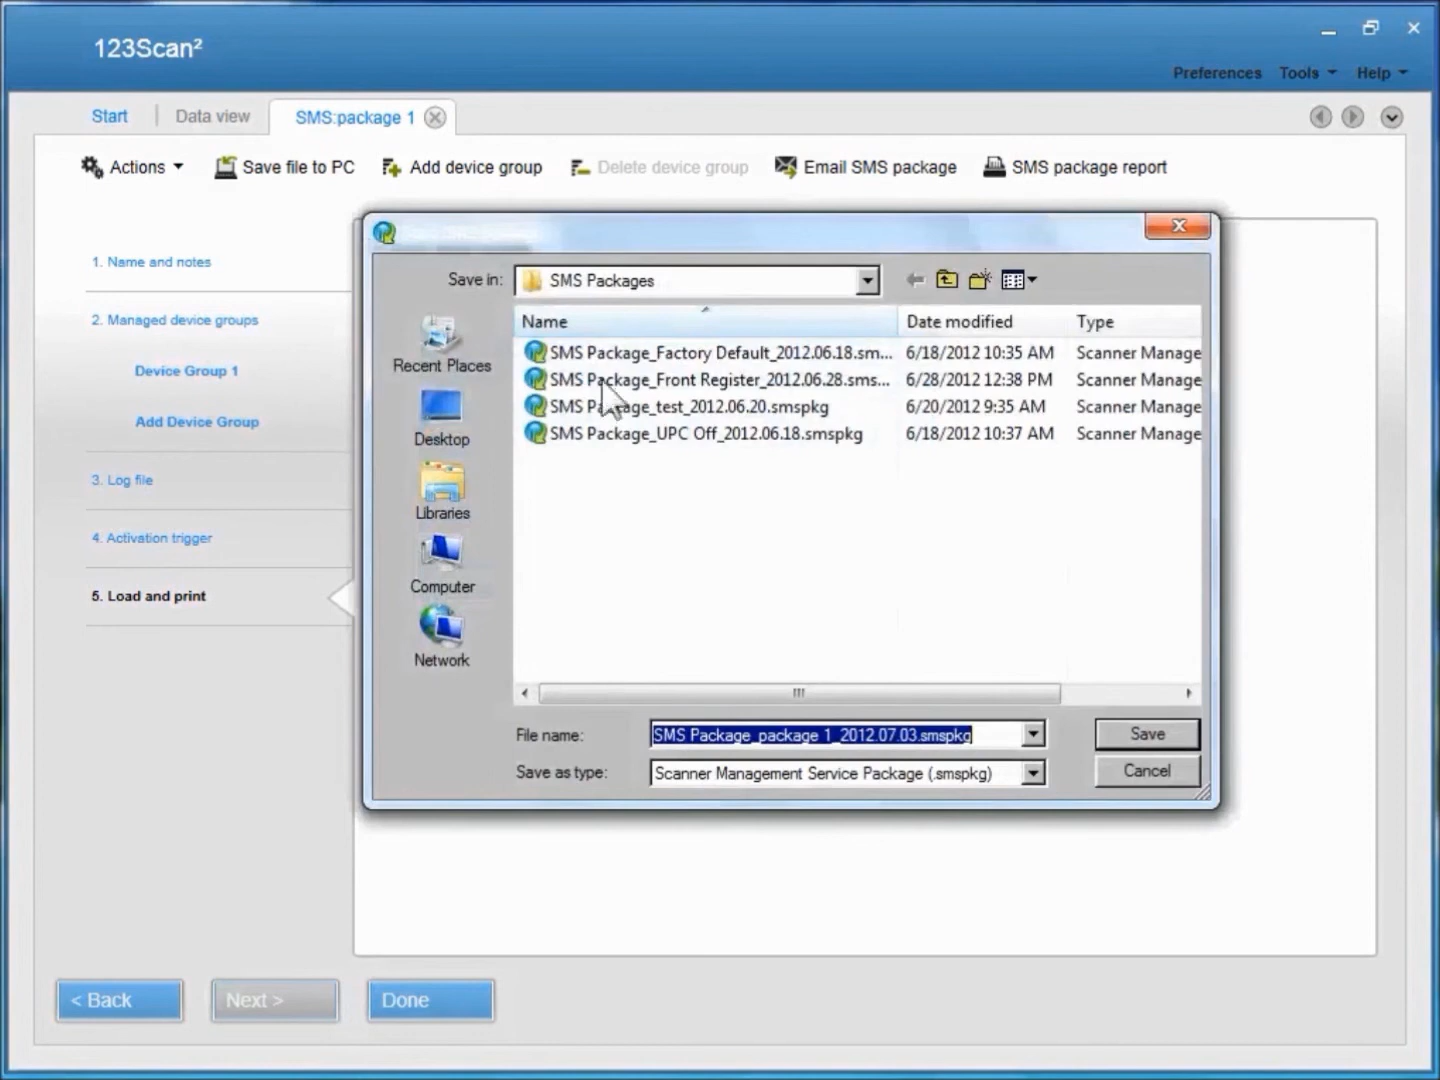 123Scan²
Preferences Tools Help
Start Data view SMS:package 1
Actions Save file to PC Add device group Delete device group Email SMS package SMS package report
1. Name and notes
2. Managed device groups
Device Group 1
Add Device Group
3. Log file
4. Activation trigger
5. Load and print
Save in: SMS Packages
Recent Places
Desktop
Libraries
Computer
Network
Name Date modified Type
SMS Package_Factory Default_2012.06.18.sm... 6/18/2012 10:35 AM Scanner Manage
SMS Package_Front Register_2012.06.28.sms... 6/28/2012 12:38 PM Scanner Manage
SMS Package_test_2012.06.20.smspkg 6/20/2012 9:35 AM Scanner Manage
SMS Package_UPC Off_2012.06.18.smspkg 6/18/2012 10:37 AM Scanner Manage
File name: SMS Package_package 1_2012.07.03.smspkg Save
Save as type: Scanner Management Service Package (.smspkg) Cancel
< Back Next > Done